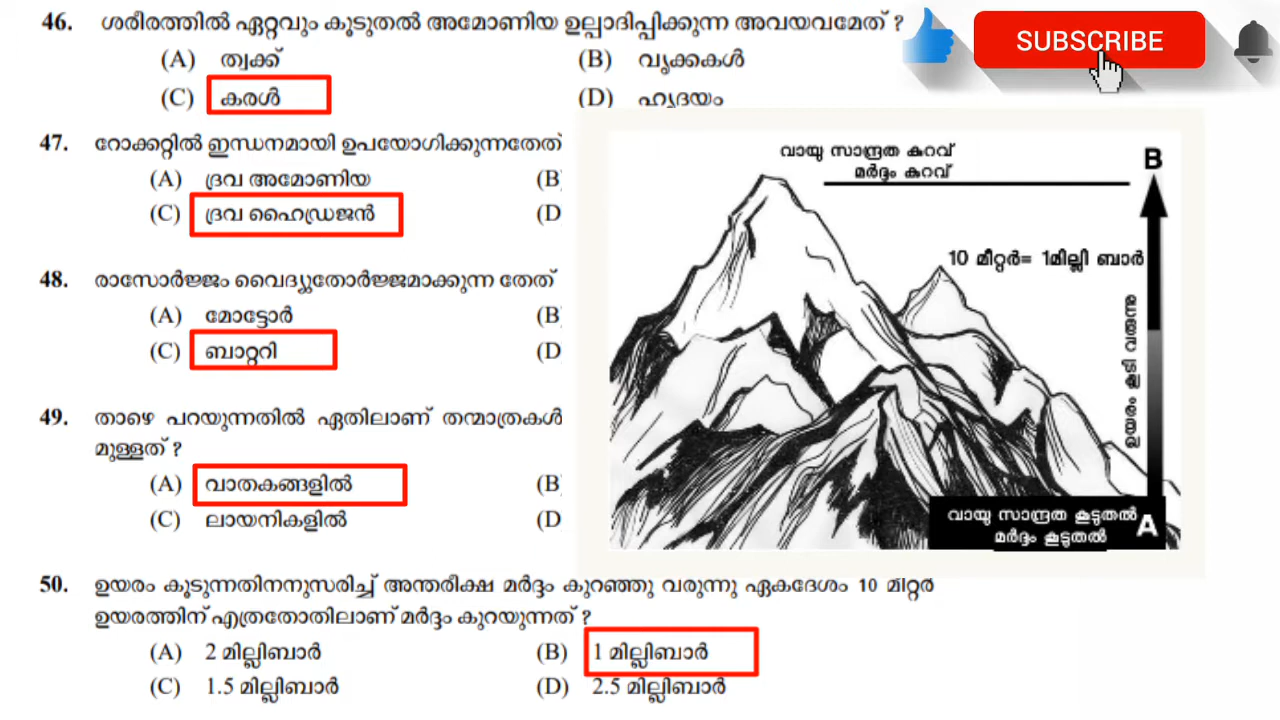 46. ശരീരത്തിൽ ഏറ്റവും കൂടുതൽ അമോണിയ ഉല്പാദിപ്പിക്കുന്ന അവയവമേത് ?
(A) ത്വക്ക് (B) വൃക്കകൾ
(C) കരൾ (D) ഹൃദയം
SUBSCRIBE
47. റോക്കറ്റിൽ ഇന്ധനമായി ഉപയോഗിക്കുന്നതേത്
(A) ദ്രവ അമോണിയ (B)
(C) ദ്രവ ഹൈഡ്രജൻ (D
48. രാസോർജ്ജം വൈദ്യുതോർജ്ജമാക്കുന്ന തേത്
(A) മോട്ടോർ (B)
(C) ബാറ്ററി (D
49. താഴെ പറയുന്നതിൽ ഏതിലാണ് തന്മാത്രകൾ
മുള്ളത് ?
(A) വാതകങ്ങളിൽ (B)
(C) ലായനികളിൽ (D
വായു സാന്ദ്രത കുറവ്
മർദ്ദം കുറവ്
B
10 മീറ്റർ= 1മില്ലി ബാർ
ഉയരം കൂടി വരുന്നു
വായു സാന്ദ്രത കൂടുതൽ
മർദ്ദം കൂടുതൽ
A
50. ഉയരം കൂടുന്നതിനനുസരിച്ച് അന്തരീക്ഷ മർദ്ദം കുറഞ്ഞു വരുന്നു ഏകദേശം 10 മീറ്റർ
ഉയരത്തിന് എത്രതോതിലാണ് മർദ്ദം കുറയുന്നത് ?
(A) 2 മില്ലിബാർ (B) 1 മില്ലിബാർ
(C) 1.5 മില്ലിബാർ (D) 2.5 മില്ലിബാർ